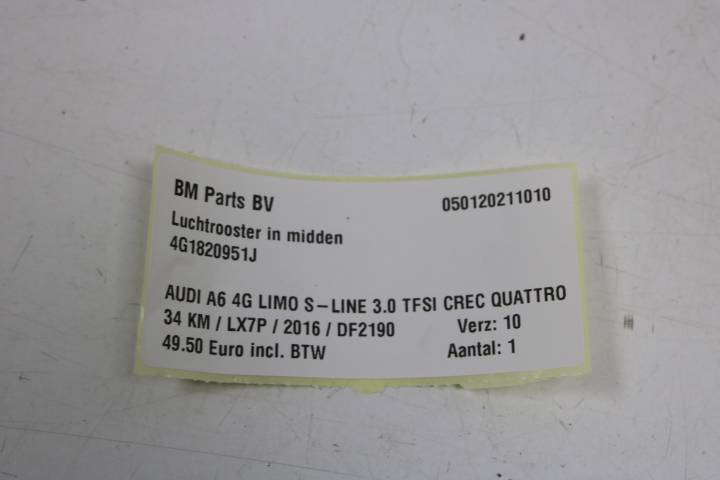 BM Parts BV 050120211010
Luchtrooster in midden
4G1820951J
AUDI A6 4G LIMO S-LINE 3.0 TFSI CREC QUATTRO
34 KM / LX7P / 2016 / DF2190 Verz: 10
49.50 Euro incl. BTW Aantal: 1